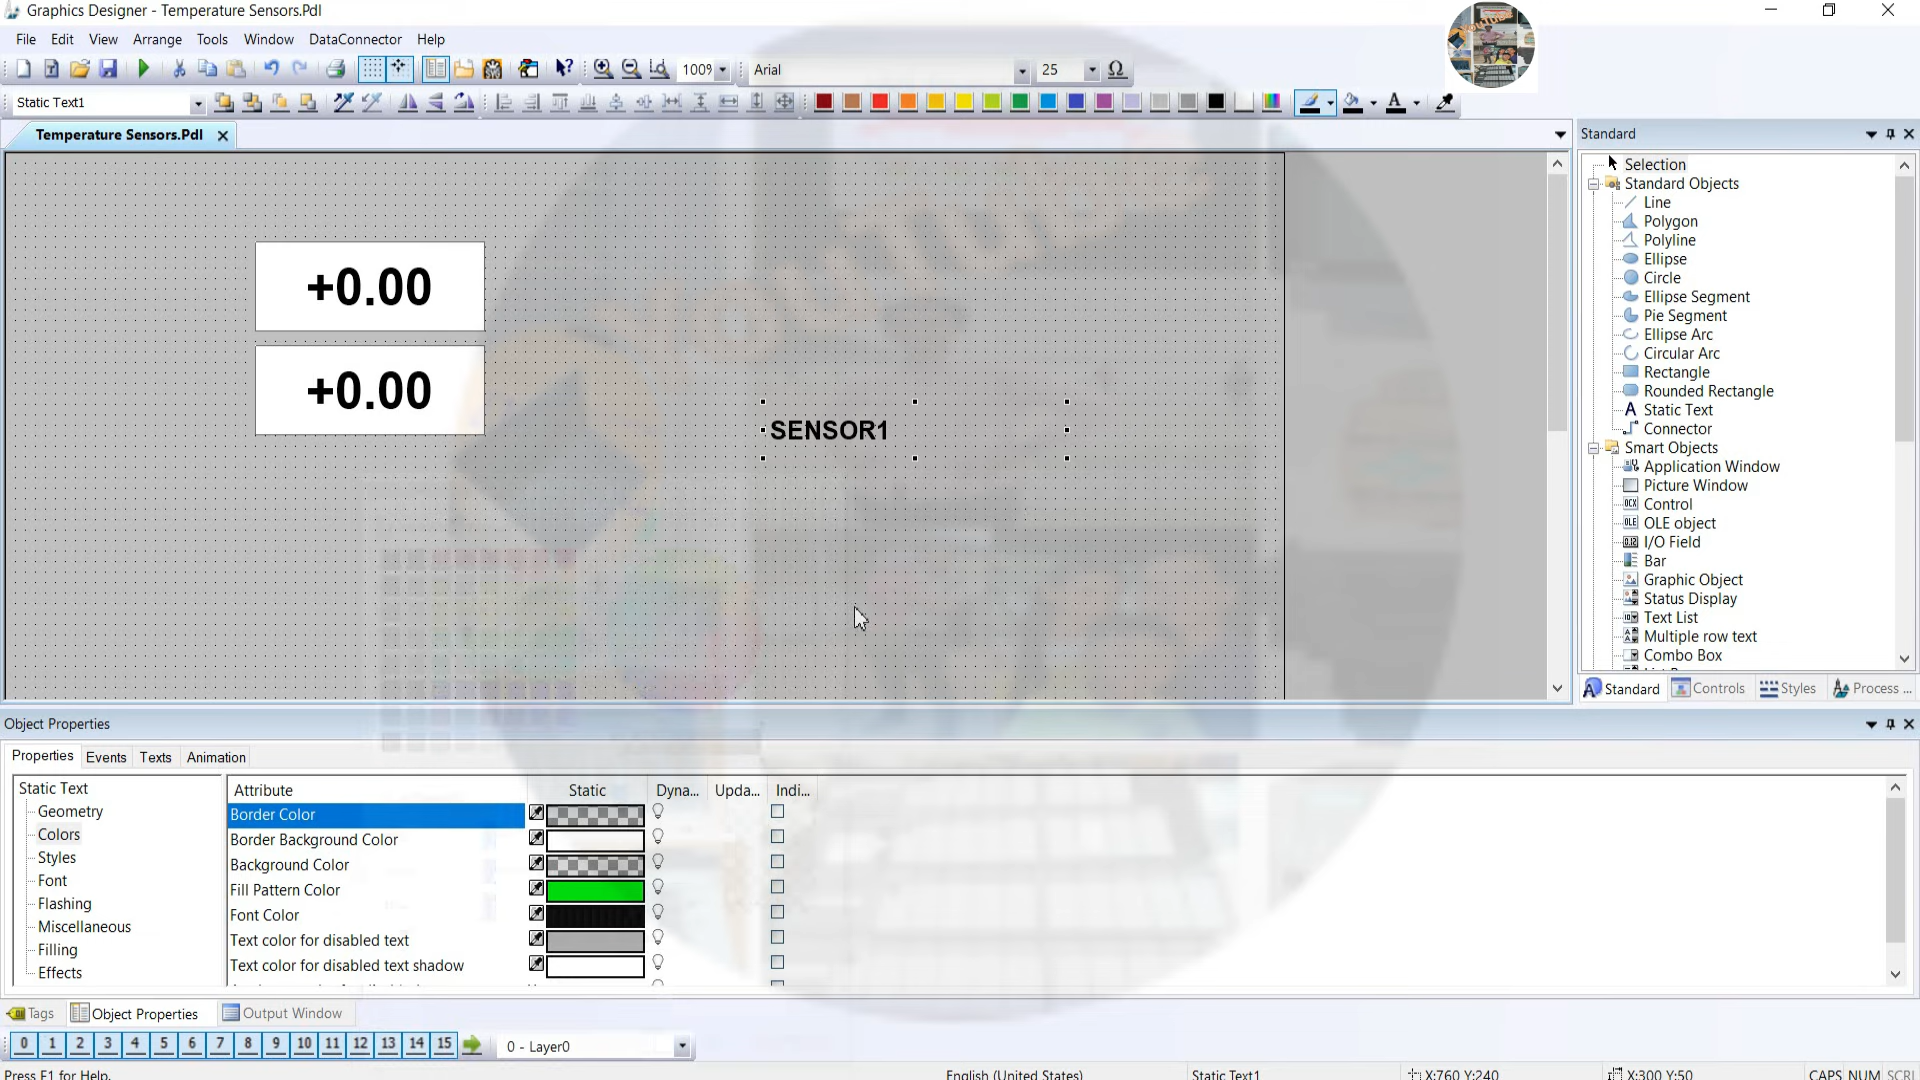 Graphics Designer - Temperature Sensors.Pdl
File Edit View Arrange Tools Window DataConnector Help
100% Arial 25 Ω
Static Text1 A
Temperature Sensors.Pdl
+0.00
+0.00
SENSOR1
YOUTUBE
Standard
Selection
Standard Objects
Line
Polygon
Polyline
Ellipse
Circle
Ellipse Segment
Pie Segment
Ellipse Arc
Circular Arc
Rectangle
Rounded Rectangle
A Static Text
Connector
Smart Objects
Application Window
Picture Window
OCX Control
OLE OLE object
0.12 I/O Field
Bar
Graphic Object
Status Display
Text List
Multiple row text
Combo Box
Standard Controls Styles Process ...
Object Properties
Properties Events Texts Animation
Static Text
Geometry
Colors
Styles
Font
Flashing
Miscellaneous
Filling
Effects
Attribute Static Dyna... Upda... Indi...
Border Color
Border Background Color
Background Color
Fill Pattern Color
Font Color
Text color for disabled text
Text color for disabled text shadow
Tags Object Properties Output Window
0 1 2 3 4 5 6 7 8 9 10 11 12 13 14 15 0 - Layer0
Press F1 for Help. English (United States) Static Text1 X:760 Y:240 X:300 Y:50 CAPS NUM SCRL